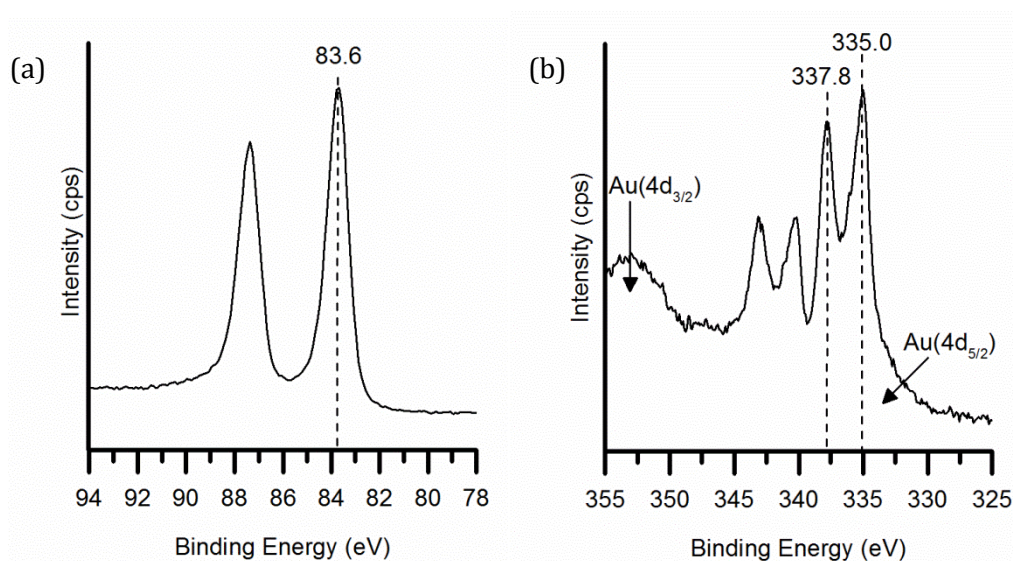 (a)
83.6
Intensity (cps)
94 92 90 88 86 84 82 80 78
Binding Energy (eV)
(b)
335.0
337.8
Au(4d3/2)
Au(4d5/2)
Intensity (cps)
355 350 345 340 335 330 325
Binding Energy (eV)